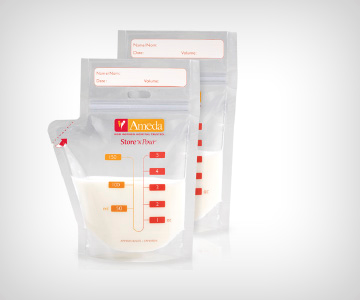 Name/Nom:
Date:
Volume:
Name/Nom:
Date:
Volume:
Ameda
Store'n Pour
150
100
ml 50
5
4
3
2
1